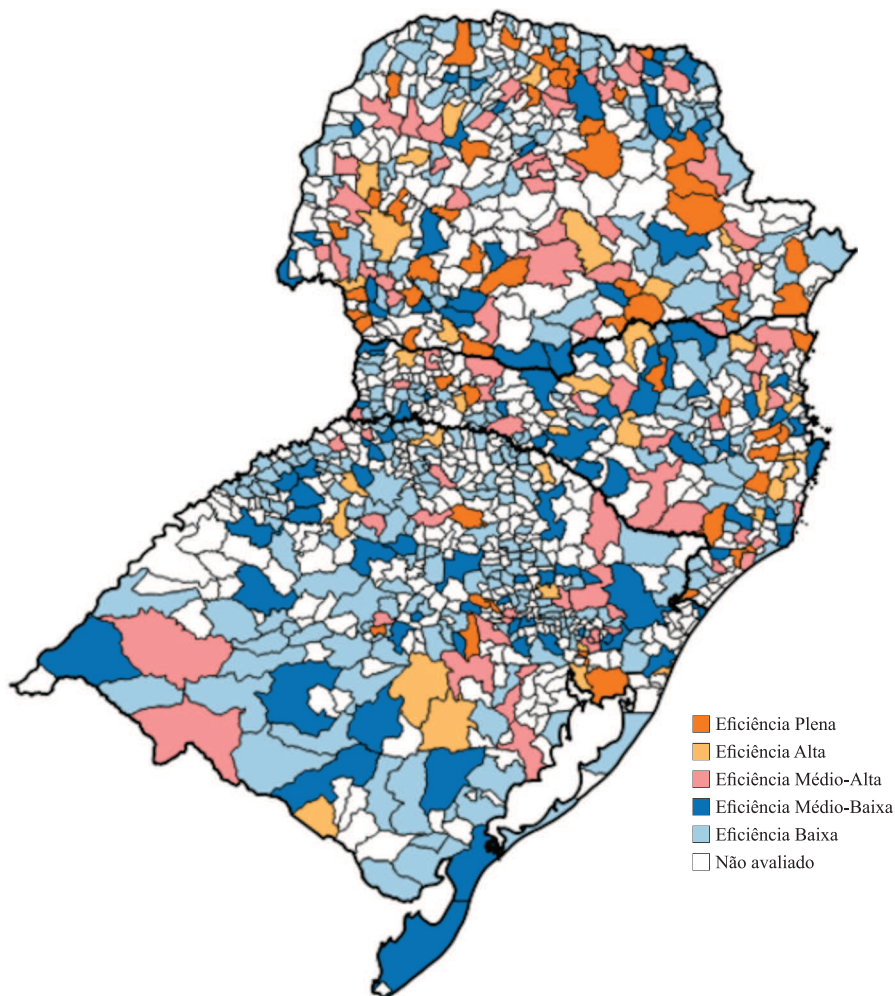 Eficiência Plena
Eficiência Alta
Eficiência Médio-Alta
Eficiência Médio-Baixa
Eficiência Baixa
Não avaliado